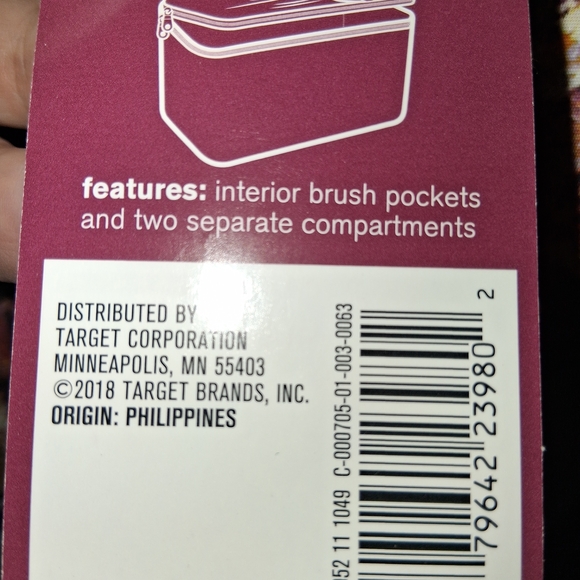 features: interior brush pockets
and two separate compartments
DISTRIBUTED BY
TARGET CORPORATION
MINNEAPOLIS, MN 55403
©2018 TARGET BRANDS, INC.
ORIGIN: PHILIPPINES
052 11 1049 C-000705-01-003-0063
79642 23980 2